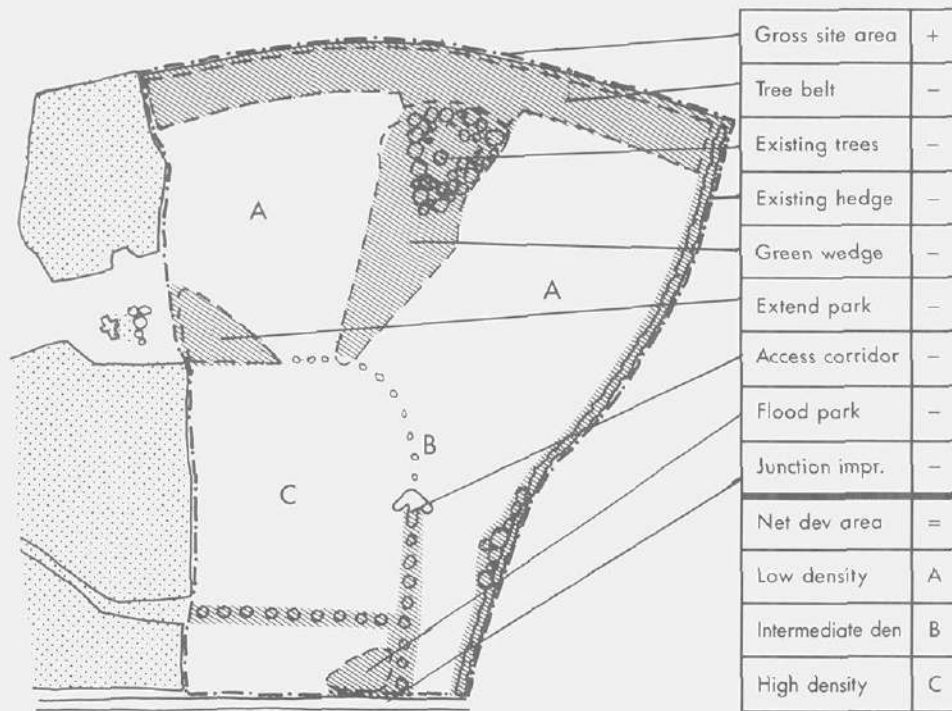 Gross site area +
Tree belt −
Existing trees −
Existing hedge −
Green wedge −
Extend park −
Access corridor −
Flood park −
Junction impr. −
Net dev area =
Low density A
Intermediate den B
High density C
A
A
B
C